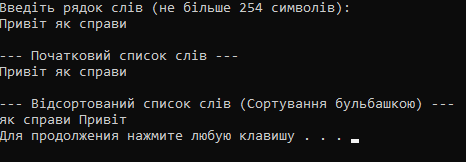 Введіть рядок слів (не більше 254 символів):
Привіт як справи
--- Початковий список слів ---
Привіт як справи
--- Відсортований список слів (Сортування бульбашкою) ---
як справи Привіт
Для продолжения нажмите любую клавишу . . .